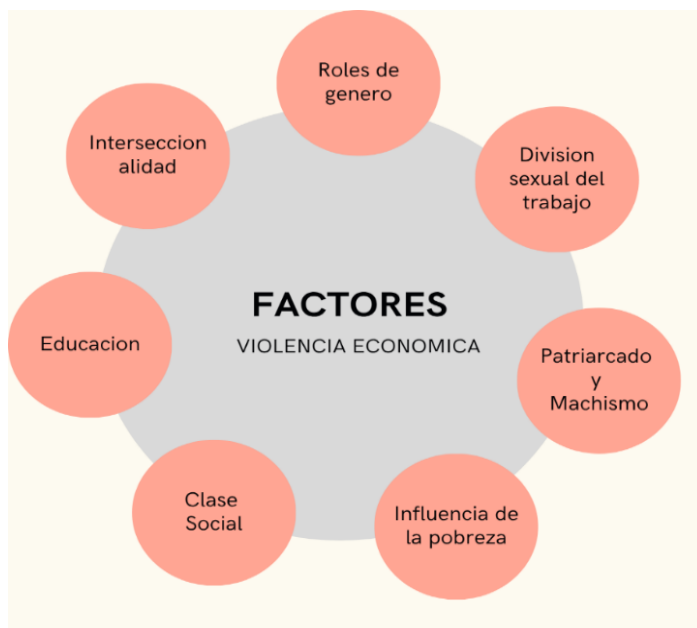 Roles de
genero
Division
sexual del
trabajo
Patriarcado
y
Machismo
Influencia de
la pobreza
Clase
Social
Educacion
Interseccion
alidad
FACTORES
VIOLENCIA ECONOMICA